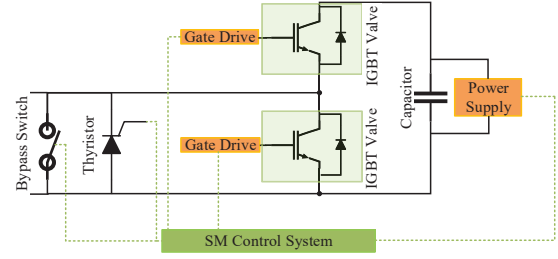 Gate Drive
IGBT Valve
Bypass Switch
Thyristor
Gate Drive
IGBT Valve
Capacitor
Power
Supply
SM Control System